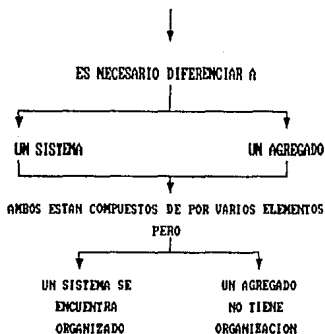 ES NECESARIO DIFERENCIAR A
UN SISTEMA UN AGREGADO
AMBOS ESTAN COMPUESTOS DE POR VARIOS ELEMENTOS
PERO
UN SISTEMA SE UN AGREGADO
ENCUENTRA NO TIENE
ORGANIZADO ORGANIZACION